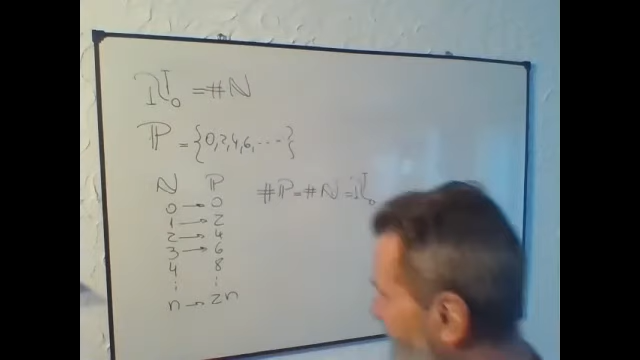 ℵ₀ = #ℕ
ℙ = {0,2,4,6,....}
ℕ ℙ
0 → 0
1 → 2
2 → 4
3 → 6
4 8
⋮ ⋮
n → 2n
#ℙ = #ℕ = ℵ₀